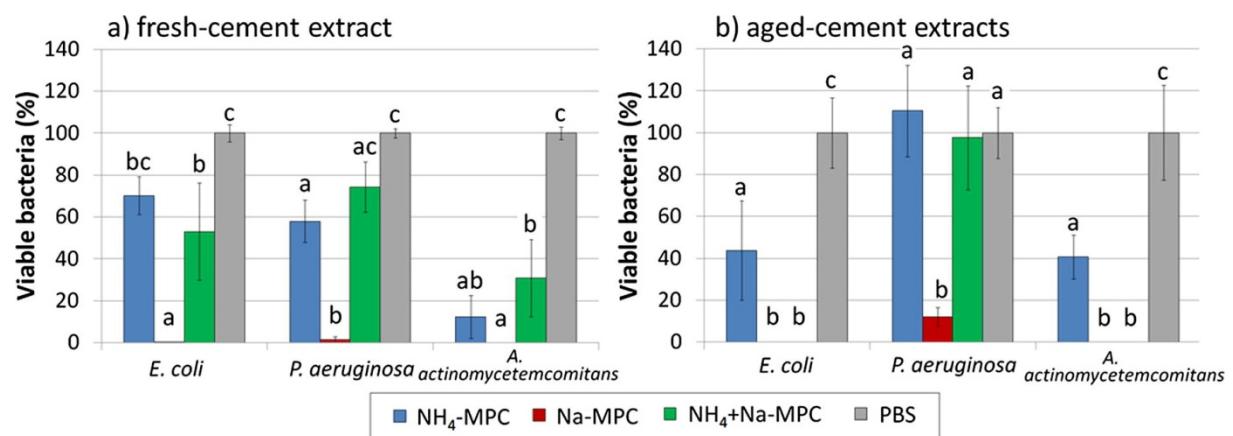 a) fresh-cement extract
Viable bacteria (%)
140
120
100
80
60
40
20
0
bc
a
b
c
a
b
ac
c
ab
a
b
c
E. coli
P. aeruginosa
A.
actinomycetemcomitans
b) aged-cement extracts
Viable bacteria (%)
140
120
100
80
60
40
20
0
a
b
b
c
a
b
a
a
a
b
b
c
E. coli
P. aeruginosa
A.
actinomycetemcomitans
NH₄-MPC
Na-MPC
NH₄+Na-MPC
PBS